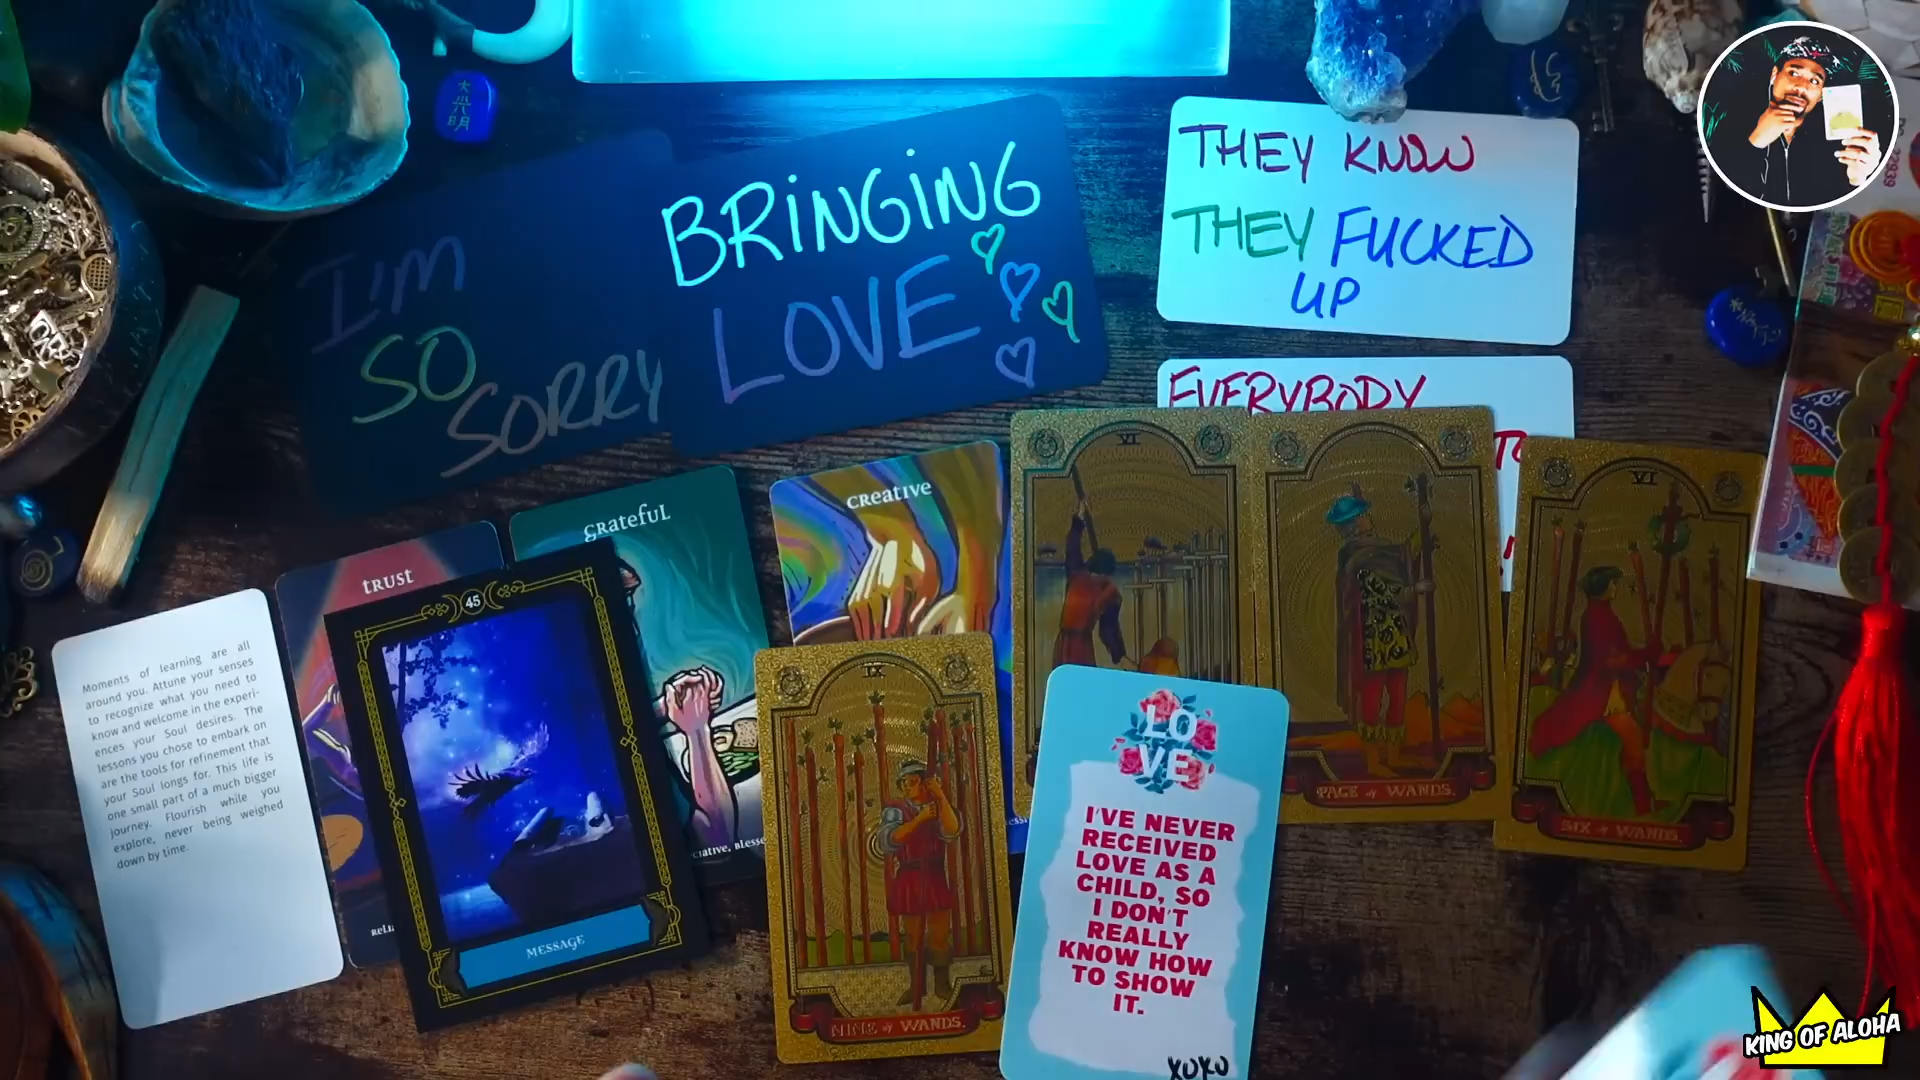 I'M
SO
SORRY
BRiNGiNG
LOVE
THEY KNOW
THEY FUCKED
UP
EVERYBODY
TO
trust
grateful
creative
VI
VI
Moments of learning are all
around you. Attune your senses
to recognize what you need to
know and welcome in the experi-
ences your Soul desires. The
lessons you chose to embark on
are the tools for refinement that
your Soul longs for. This life is
one small part of a much bigger
journey. Flourish while you
explore, never being weighed
down by time.
45
MESSAGE
IX
NINE of WANDS.
LO
VE
I'VE NEVER
RECEIVED
LOVE AS A
CHILD, SO
I DON'T
REALLY
KNOW HOW
TO SHOW
IT.
XOXO
PAGE of WANDS.
SIX of WANDS.
KING OF ALOHA